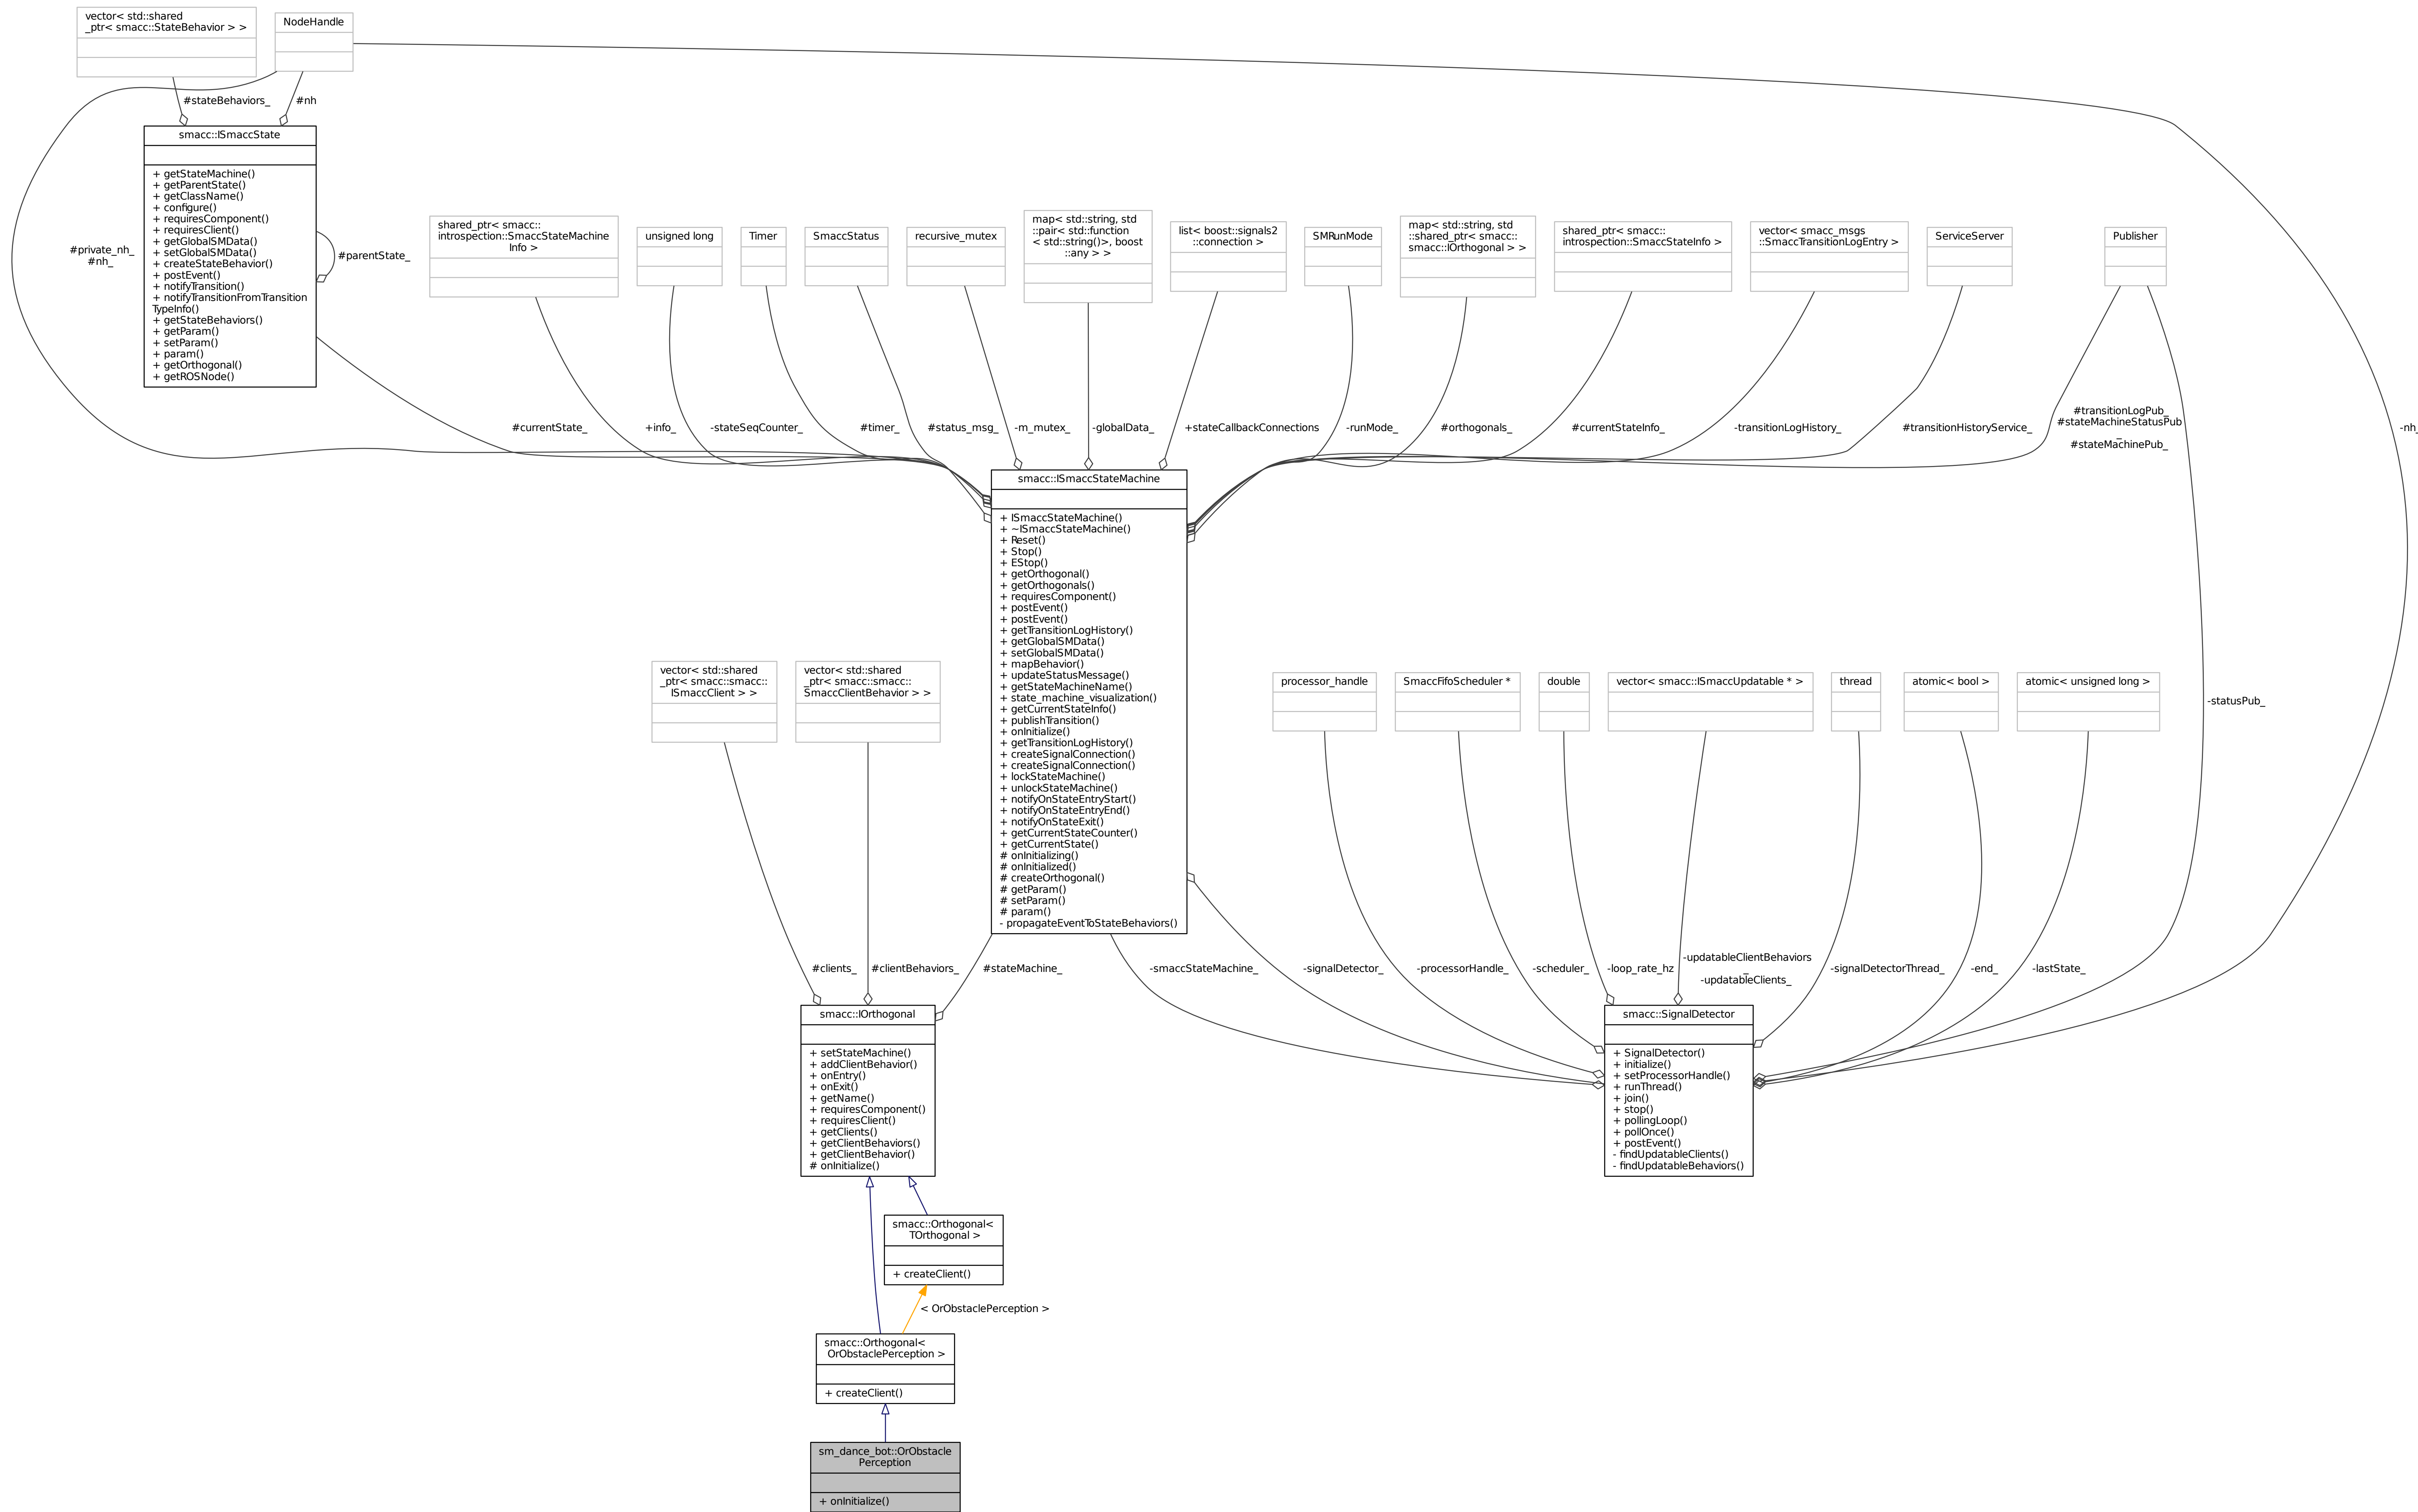 vector< std::shared
_ptr< smacc::StateBehavior > >
NodeHandle
#stateBehaviors_
#nh
smacc::ISmaccState
+ getStateMachine()
+ getParentState()
+ getClassName()
+ configure()
+ requiresComponent()
+ requiresClient()
+ getGlobalSMData()
+ setGlobalSMData()
+ createStateBehavior()
+ postEvent()
+ notifyTransition()
+ notifyTransitionFromTransition
TypeInfo()
+ getStateBehaviors()
+ getParam()
+ setParam()
+ param()
+ getOrthogonal()
+ getROSNode()
#private_nh_
#nh_
#parentState_
shared_ptr< smacc::
introspection::SmaccStateMachine
Info >
unsigned long
Timer
SmaccStatus
recursive_mutex
map< std::string, std
::pair< std::function
< std::string()>, boost
::any > >
list< boost::signals2
::connection >
SMRunMode
map< std::string, std
::shared_ptr< smacc::
smacc::IOrthogonal > >
shared_ptr< smacc::
introspection::SmaccStateInfo >
vector< smacc_msgs
::SmaccTransitionLogEntry >
ServiceServer
Publisher
#currentState_
+info_
-stateSeqCounter_
#timer_
#status_msg_
-m_mutex_
-globalData_
+stateCallbackConnections
-runMode_
#orthogonals_
#currentStateInfo_
-transitionLogHistory_
#transitionHistoryService_
#transitionLogPub_
#stateMachineStatusPub
_
#stateMachinePub_
-nh_
smacc::ISmaccStateMachine
+ ISmaccStateMachine()
+ ~ISmaccStateMachine()
+ Reset()
+ Stop()
+ EStop()
+ getOrthogonal()
+ getOrthogonals()
+ requiresComponent()
+ postEvent()
+ postEvent()
+ getTransitionLogHistory()
+ getGlobalSMData()
+ setGlobalSMData()
+ mapBehavior()
+ updateStatusMessage()
+ getStateMachineName()
+ state_machine_visualization()
+ getCurrentStateInfo()
+ publishTransition()
+ onInitialize()
+ getTransitionLogHistory()
+ createSignalConnection()
+ createSignalConnection()
+ lockStateMachine()
+ unlockStateMachine()
+ notifyOnStateEntryStart()
+ notifyOnStateEntryEnd()
+ notifyOnStateExit()
+ getCurrentStateCounter()
+ getCurrentState()
# onInitializing()
# onInitialized()
# createOrthogonal()
# getParam()
# setParam()
# param()
- propagateEventToStateBehaviors()
vector< std::shared
_ptr< smacc::smacc::
ISmaccClient > >
vector< std::shared
_ptr< smacc::smacc::
SmaccClientBehavior > >
processor_handle
SmaccFifoScheduler *
double
vector< smacc::ISmaccUpdatable * >
thread
atomic< bool >
atomic< unsigned long >
-statusPub_
#clients_
#clientBehaviors_
#stateMachine_
-smaccStateMachine_
-signalDetector_
-processorHandle_
-scheduler_
-loop_rate_hz
-updatableClientBehaviors
_
-updatableClients_
-signalDetectorThread_
-end_
-lastState_
smacc::IOrthogonal
+ setStateMachine()
+ addClientBehavior()
+ onEntry()
+ onExit()
+ getName()
+ requiresComponent()
+ requiresClient()
+ getClients()
+ getClientBehaviors()
+ getClientBehavior()
# onInitialize()
smacc::SignalDetector
+ SignalDetector()
+ initialize()
+ setProcessorHandle()
+ runThread()
+ join()
+ stop()
+ pollingLoop()
+ pollOnce()
+ postEvent()
- findUpdatableClients()
- findUpdatableBehaviors()
smacc::Orthogonal<
TOrthogonal >
+ createClient()
< OrObstaclePerception >
smacc::Orthogonal<
OrObstaclePerception >
+ createClient()
sm_dance_bot::OrObstacle
Perception
+ onInitialize()